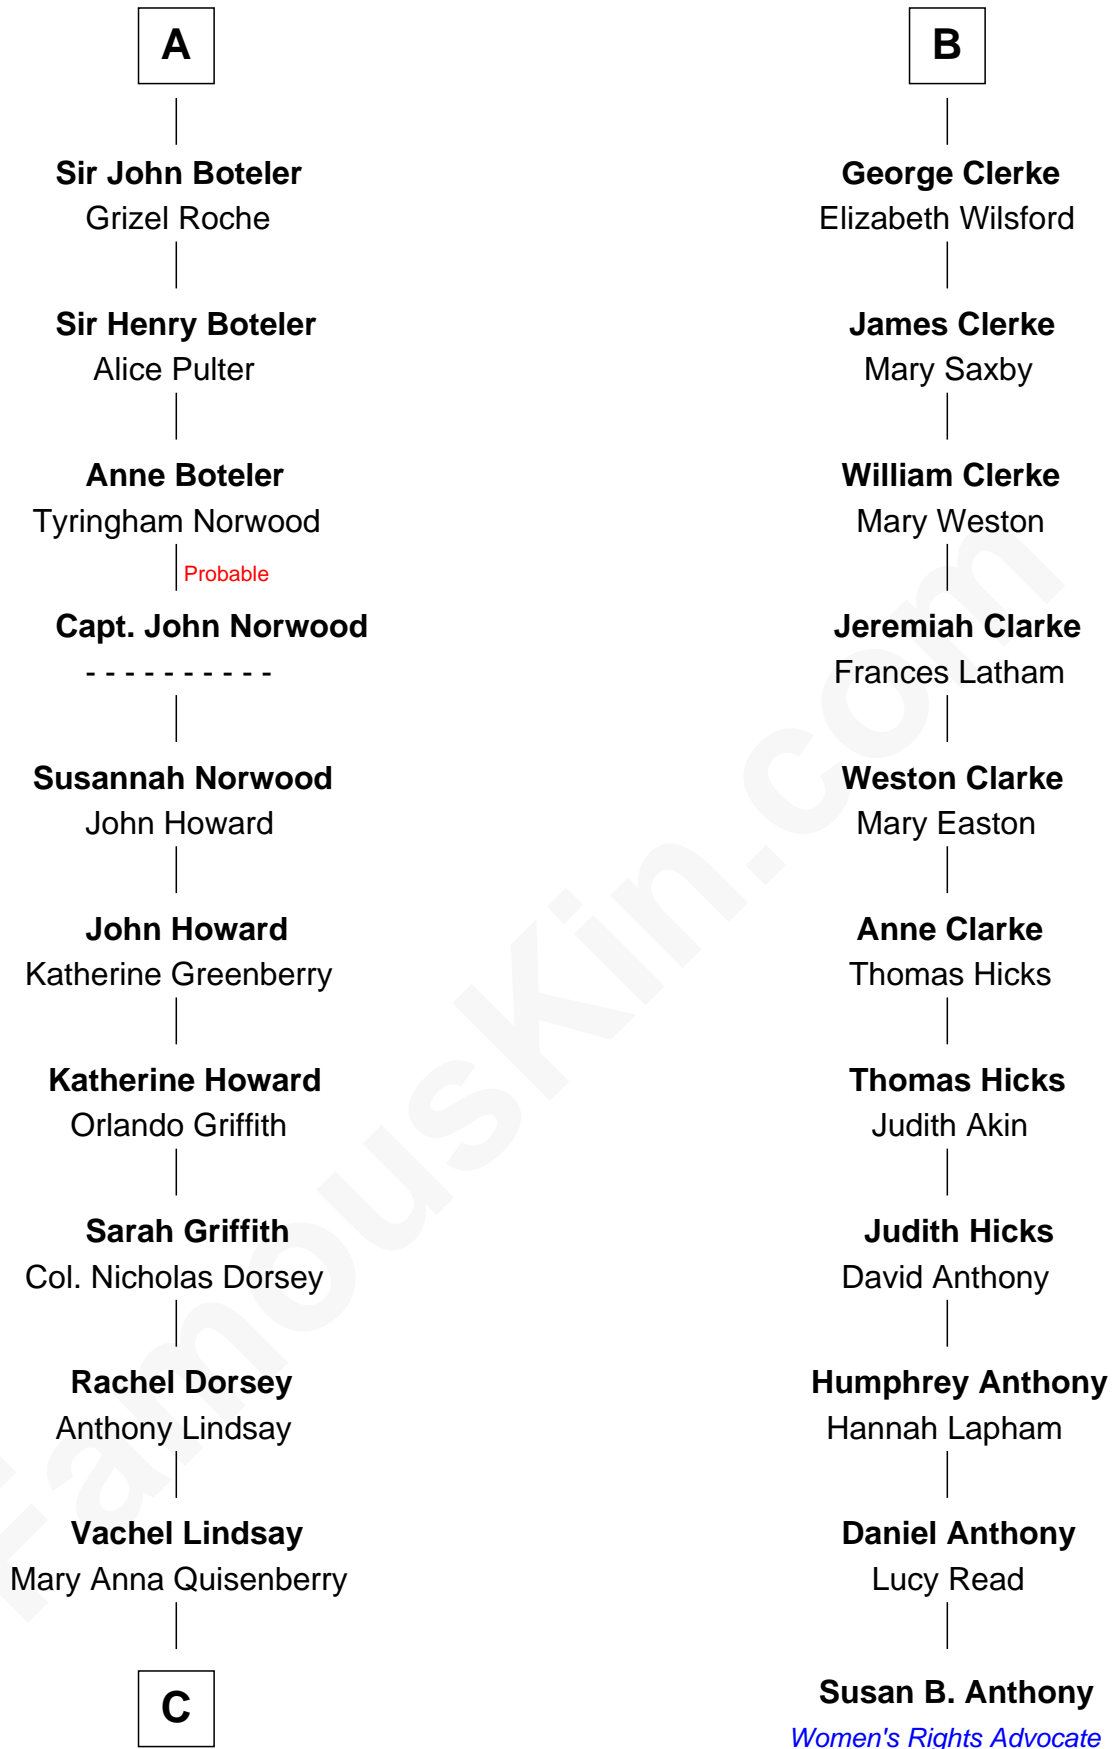 A
Sir John Boteler
Grizel Roche
Sir Henry Boteler
Alice Pulter
Anne Boteler
Tyringham Norwood
Probable
Capt. John Norwood
- - - - - - - - - -
Susannah Norwood
John Howard
John Howard
Katherine Greenberry
Katherine Howard
Orlando Griffith
Sarah Griffith
Col. Nicholas Dorsey
Rachel Dorsey
Anthony Lindsay
Vachel Lindsay
Mary Anna Quisenberry
C
B
George Clerke
Elizabeth Wilsford
James Clerke
Mary Saxby
William Clerke
Mary Weston
Jeremiah Clarke
Frances Latham
Weston Clarke
Mary Easton
Anne Clarke
Thomas Hicks
Thomas Hicks
Judith Akin
Judith Hicks
David Anthony
Humphrey Anthony
Hannah Lapham
Daniel Anthony
Lucy Read
Susan B. Anthony
Women's Rights Advocate
FamousKin.com